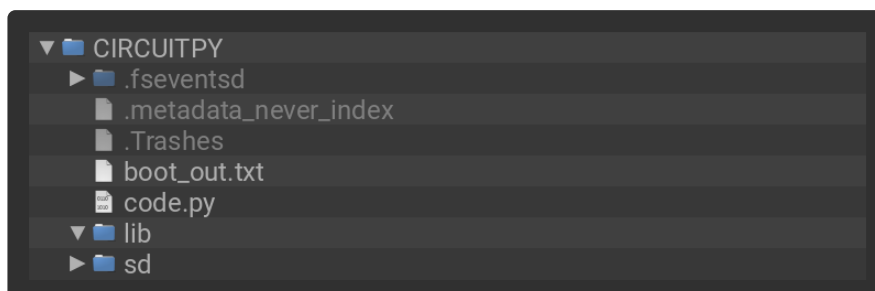 CIRCUITPY
.fseventsd
.metadata_never_index
.Trashes
boot_out.txt
code.py
lib
sd